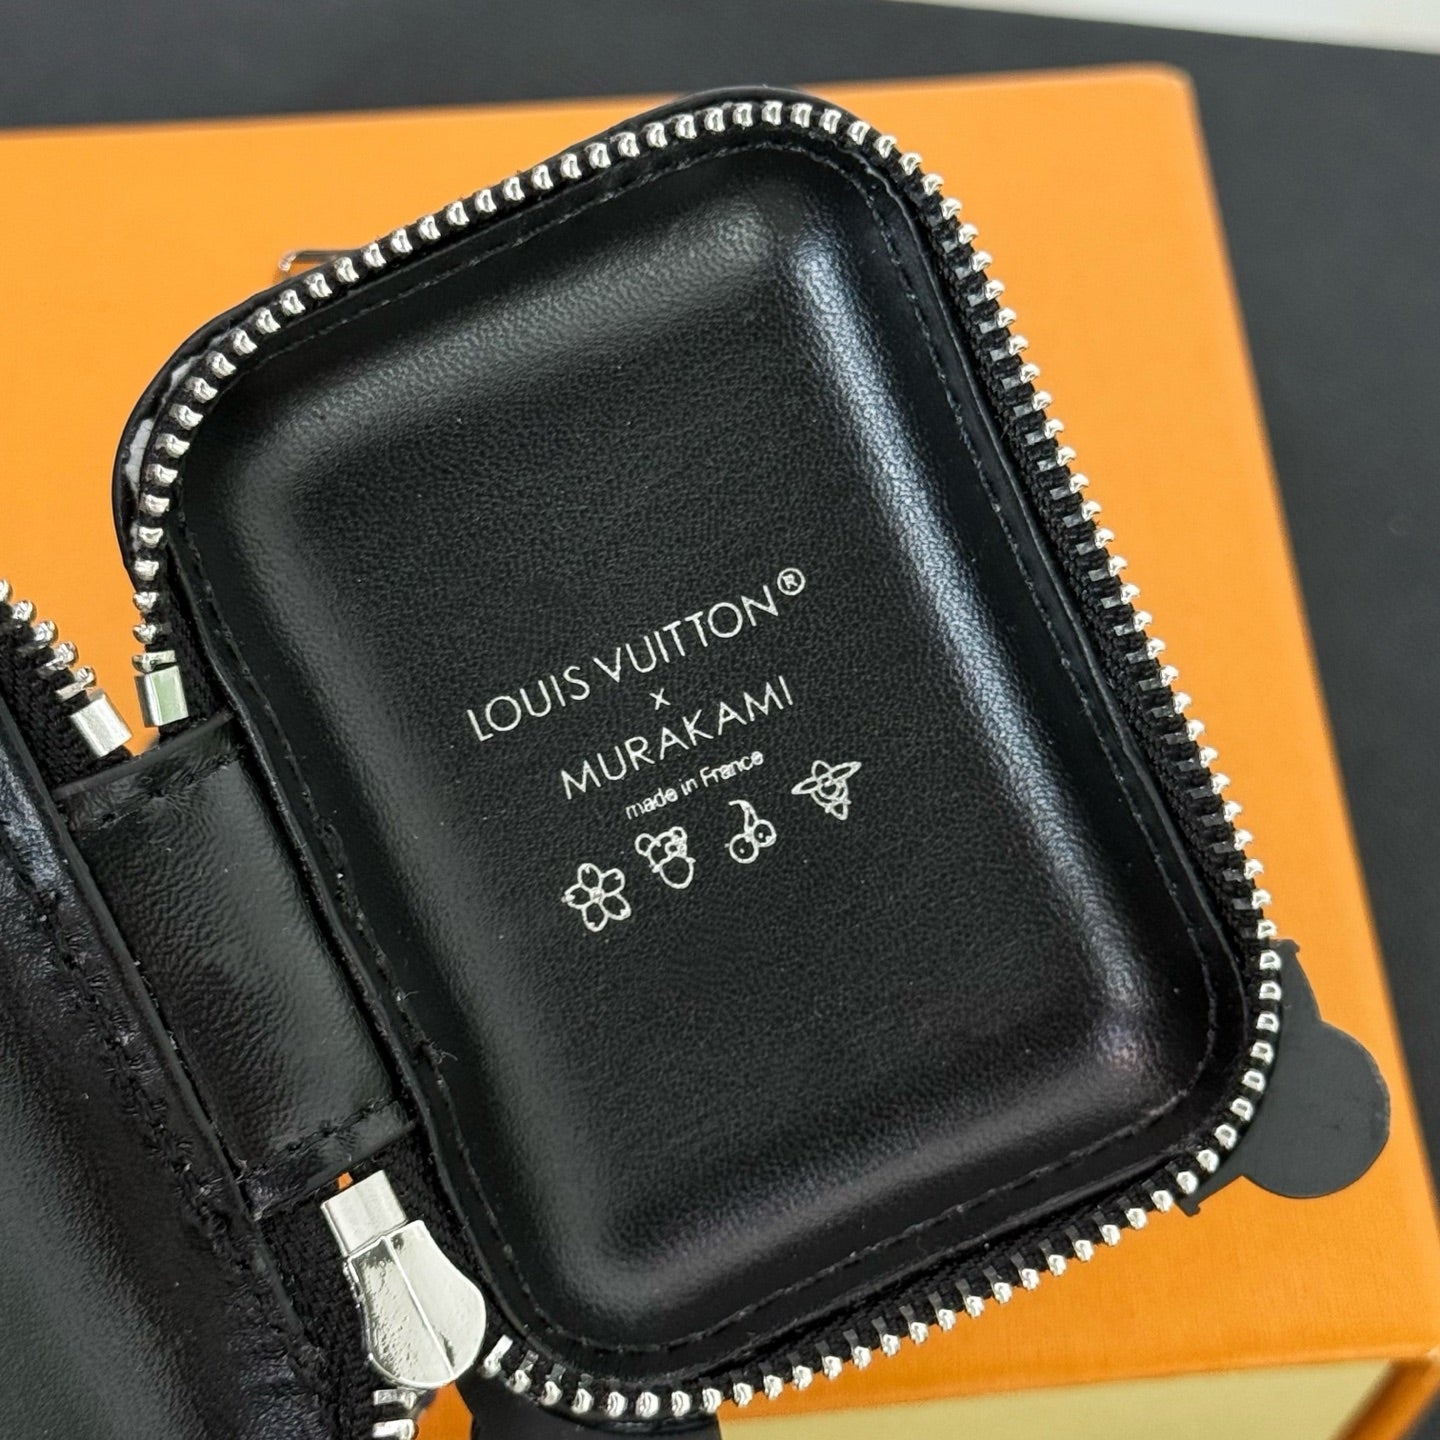 LOUIS VUITTON®
x
MURAKAMI
made in France